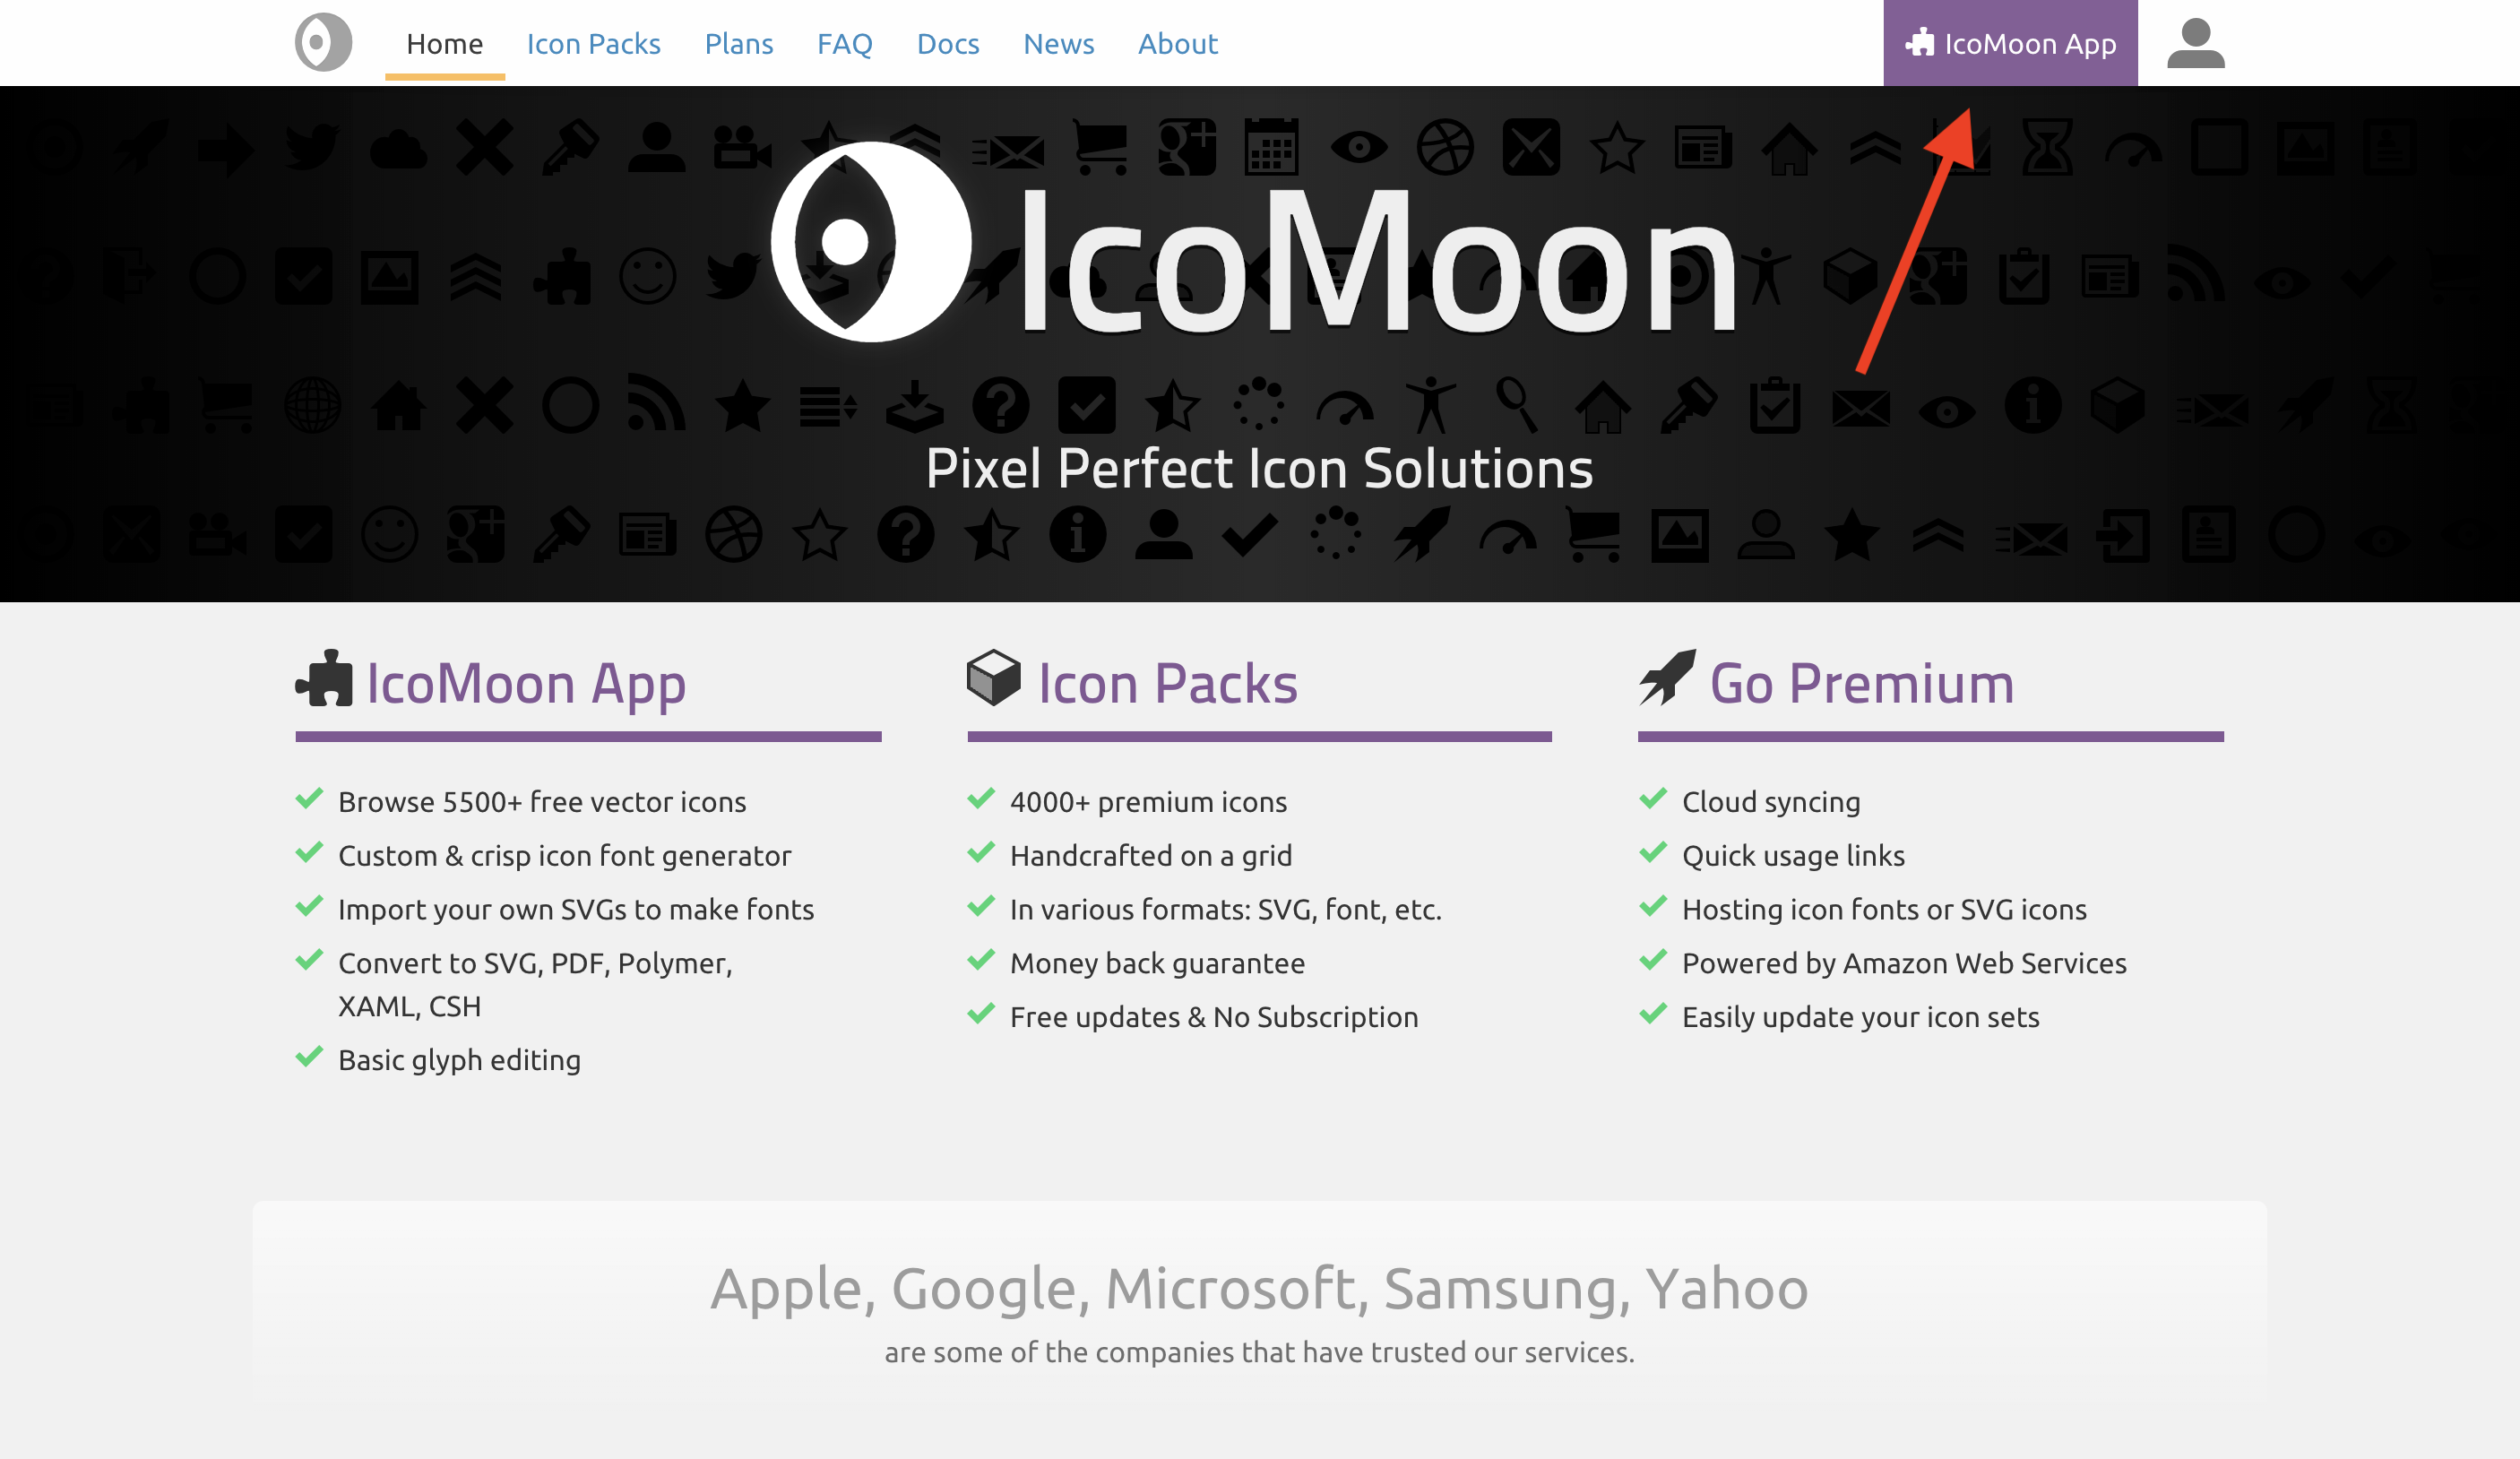 Home
Icon Packs
Plans
FAQ
Docs
News
About
IcoMoon App
IcoMoon
Pixel Perfect Icon Solutions
IcoMoon App
Browse 5500+ free vector icons
Custom & crisp icon font generator
Import your own SVGs to make fonts
Convert to SVG, PDF, Polymer,
XAML, CSH
Basic glyph editing
Icon Packs
4000+ premium icons
Handcrafted on a grid
In various formats: SVG, font, etc.
Money back guarantee
Free updates & No Subscription
Go Premium
Cloud syncing
Quick usage links
Hosting icon fonts or SVG icons
Powered by Amazon Web Services
Easily update your icon sets
Apple, Google, Microsoft, Samsung, Yahoo
are some of the companies that have trusted our services.